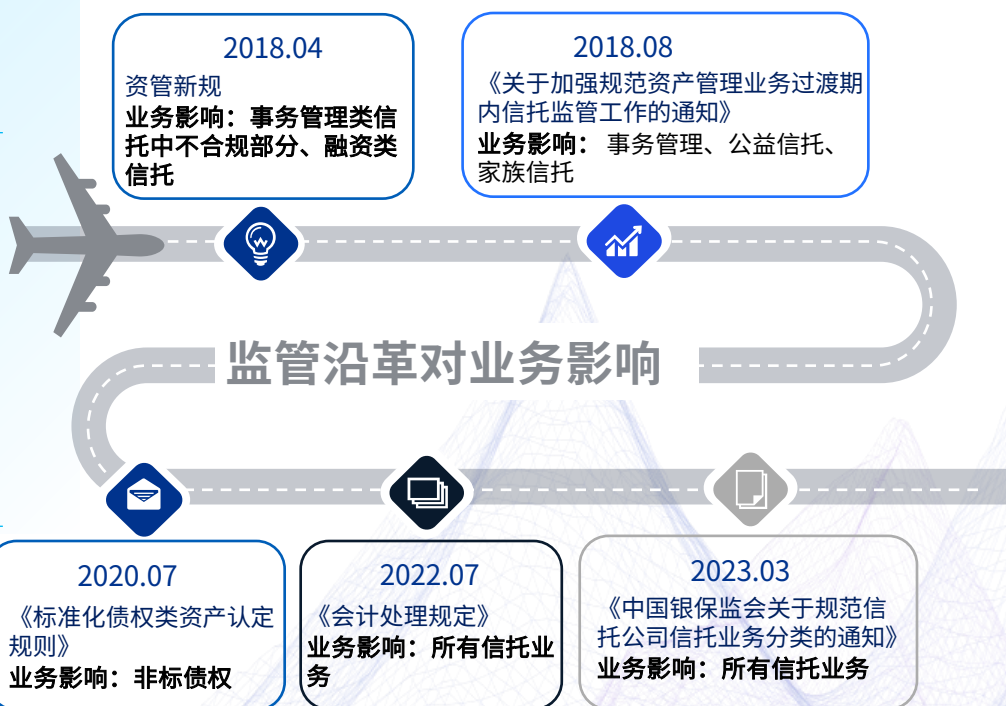 2018.04
资管新规
业务影响：事务管理类信
托中不合规部分、融资类
信托
2018.08
《关于加强规范资产管理业务过渡期
内信托监管工作的通知》
业务影响： 事务管理、公益信托、
家族信托
监管沿革对业务影响
2020.07
《标准化债权类资产认定
规则》
业务影响：非标债权
2022.07
《会计处理规定》
业务影响：所有信托业
务
2023.03
《中国银保监会关于规范信
托公司信托业务分类的通知》
业务影响：所有信托业务